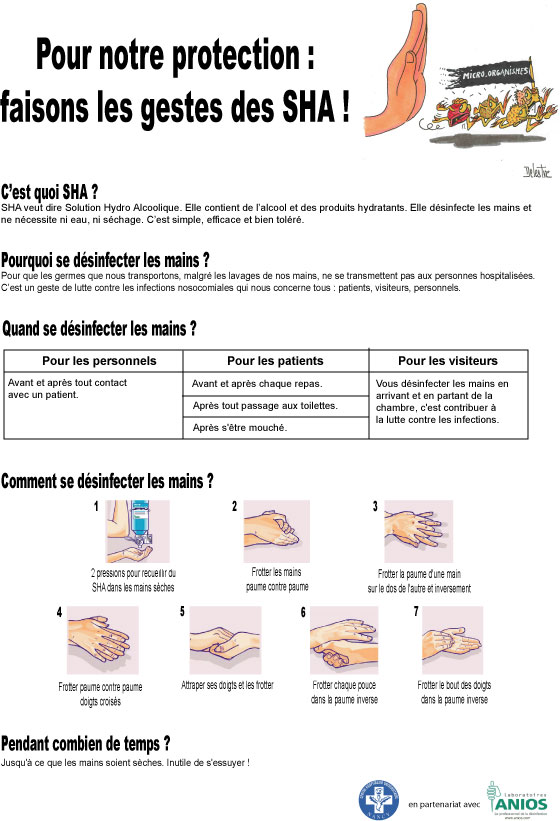 Pour notre protection :
faisons les gestes des SHA !
MICRO_ORGANISMES
C'est quoi SHA ?
SHA veut dire Solution Hydro Alcoolique. Elle contient de l'alcool et des produits hydratants. Elle désinfecte les mains et
ne nécessite ni eau, ni séchage. C'est simple, efficace et bien toléré.
Pourquoi se désinfecter les mains ?
Pour que les germes que nous transportons, malgré les lavages de nos mains, ne se transmettent pas aux personnes hospitalisées.
C'est un geste de lutte contre les infections nosocomiales qui nous concerne tous : patients, visiteurs, personnels.
Quand se désinfecter les mains ?
Pour les personnels
Avant et après tout contact
avec un patient.
Pour les patients
Avant et après chaque repas.
Après tout passage aux toilettes.
Après s'être mouché.
Pour les visiteurs
Vous désinfecter les mains en
arrivant et en partant de la
chambre, c'est contribuer à
la lutte contre les infections.
Comment se désinfecter les mains ?
1
2 pressions pour recueillir du
SHA dans les mains sèches
2
Frotter les mains
paume contre paume
3
Frotter la paume d'une main
sur le dos de l'autre et inversement
4
Frotter paume contre paume
doigts croisés
5
Attraper ses doigts et les frotter
6
Frotter chaque pouce
dans la paume inverse
7
Frotter le bout des doigts
dans la paume inverse
Pendant combien de temps ?
Jusqu'à ce que les mains soient sèches. Inutile de s'essuyer !
NANCY
en partenariat avec
laboratoires
ANIOS